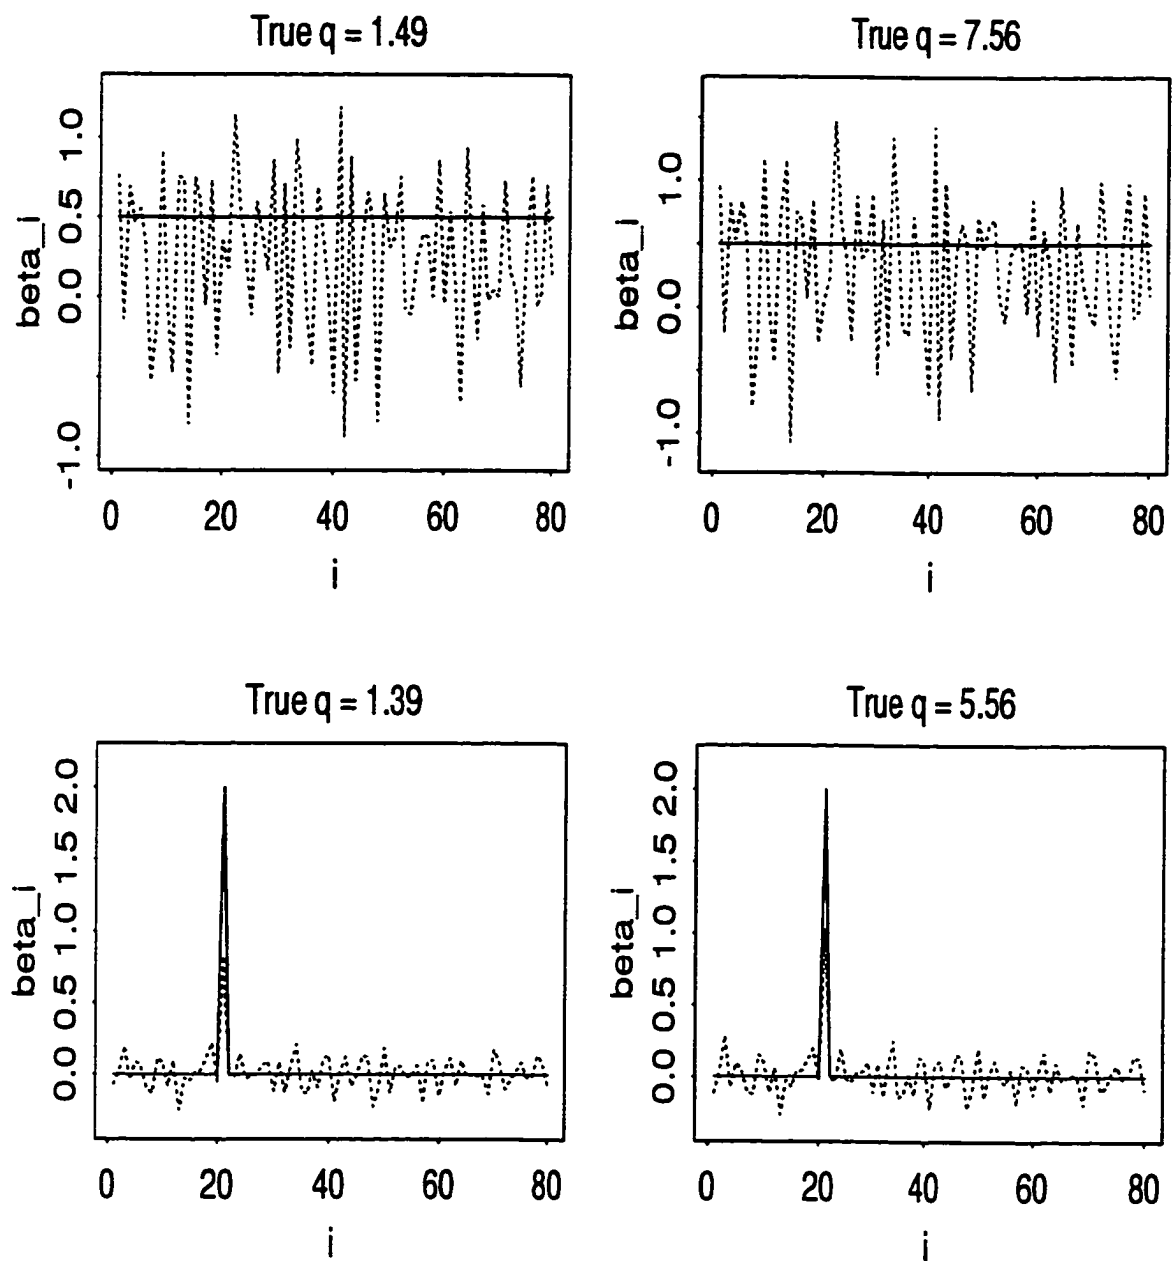 True q = 1.49
beta_i
-1.0 0.0 0.5 1.0
0 20 40 60 80
i
True q = 7.56
beta_i
-1.0 0.0 1.0
0 20 40 60 80
i
True q = 1.39
beta_i
0.0 0.5 1.0 1.5 2.0
0 20 40 60 80
i
True q = 5.56
beta_i
0.0 0.5 1.0 1.5 2.0
0 20 40 60 80
i